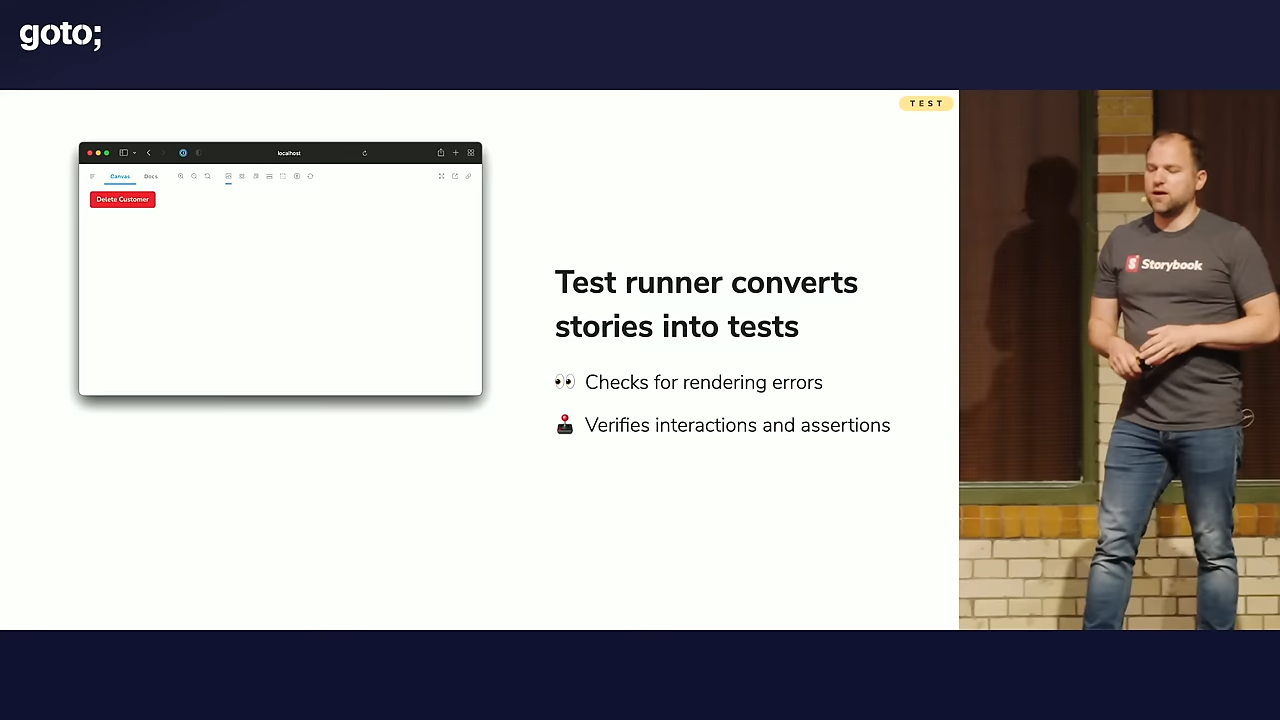 goto;
TEST
localhost
Canvas Docs
Delete Customer
Test runner converts
stories into tests
Checks for rendering errors
Verifies interactions and assertions
Storybook